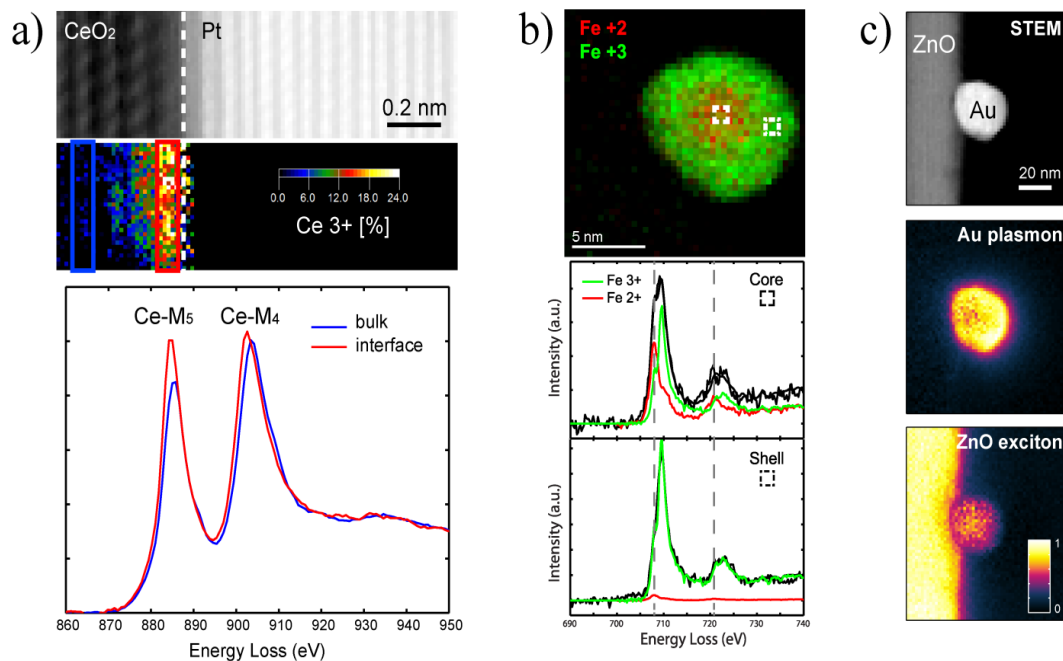 a)
CeO₂
Pt
0.2 nm
0.0 6.0 12.0 18.0 24.0
Ce 3+ [%]
Ce-M₅
Ce-M₄
bulk
interface
860 870 880 890 900 910 920 930 940 950
Energy Loss (eV)
b)
Fe +2
Fe +3
5 nm
Fe 3+
Fe 2+
Core
Intensity (a.u.)
Shell
Intensity (a.u.)
690 700 710 720 730 740
Energy Loss (eV)
c)
ZnO
STEM
Au
20 nm
Au plasmon
ZnO exciton
1
0